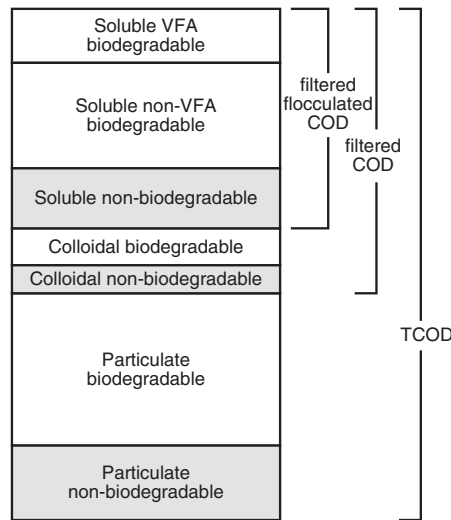 Soluble VFA
biodegradable
Soluble non-VFA
biodegradable
Soluble non-biodegradable
Colloidal biodegradable
Colloidal non-biodegradable
Particulate
biodegradable
Particulate
non-biodegradable
filtered
flocculated
COD
filtered
COD
TCOD